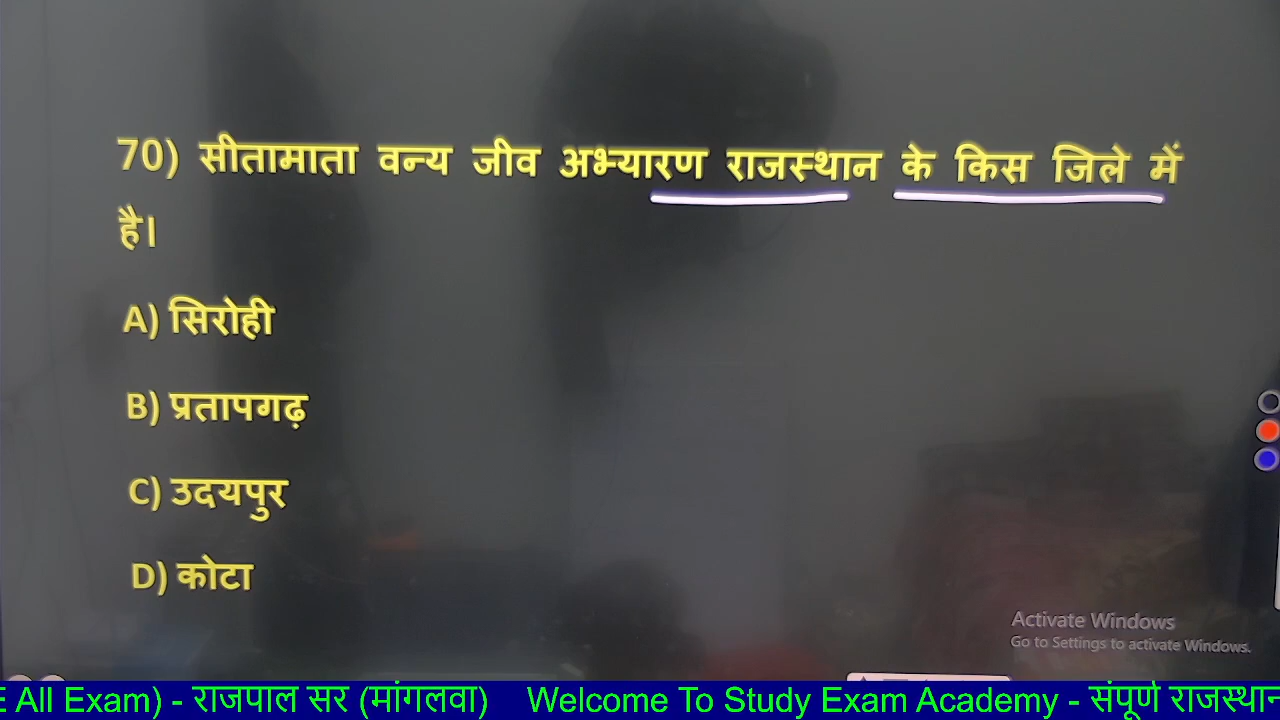 70) सीतामाता वन्य जीव अभ्यारण राजस्थान के किस जिले में
है।
A) सिरोही
B) प्रतापगढ़
C) उदयपुर
D) कोटा
Activate Windows
Go to Settings to activate Windows.
E All Exam) - राजपाल सर (मांगलवा) Welcome To Study Exam Academy - संपूर्ण राजस्थान